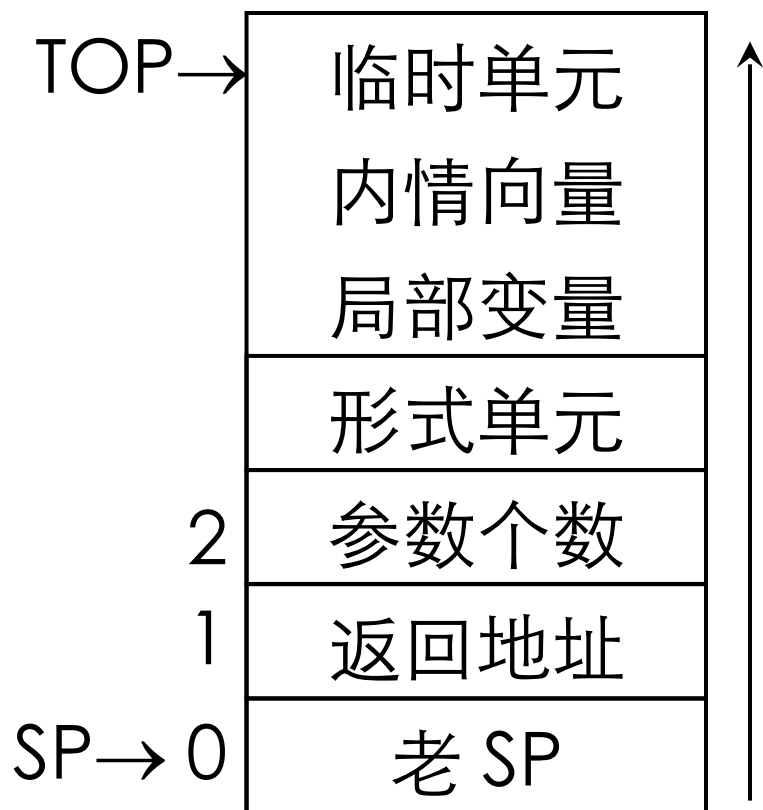 TOP→ 临时单元
内情向量
局部变量
形式单元
2 参数个数
1 返回地址
SP→ 0 老 SP